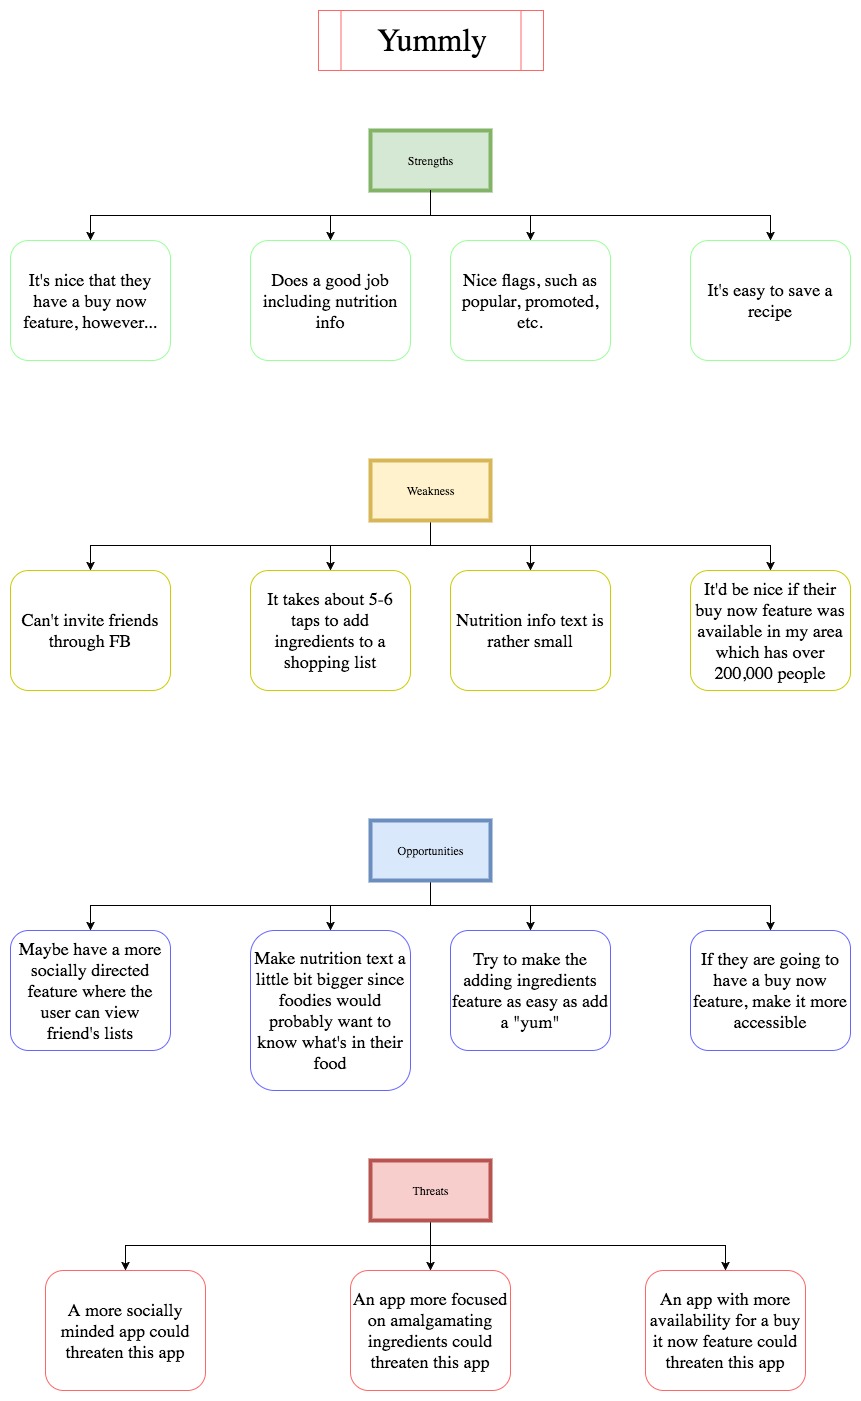 Yummly
Strengths
It's nice that they
have a buy now
feature, however...
Does a good job
including nutrition
info
Nice flags, such as
popular, promoted,
etc.
It's easy to save a
recipe
Weakness
Can't invite friends
through FB
It takes about 5-6
taps to add
ingredients to a
shopping list
Nutrition info text is
rather small
It'd be nice if their
buy now feature was
available in my area
which has over
200,000 people
Opportunities
Maybe have a more
socially directed
feature where the
user can view
friend's lists
Make nutrition text a
little bit bigger since
foodies would
probably want to
know what's in their
food
Try to make the
adding ingredients
feature as easy as add
a "yum"
If they are going to
have a buy now
feature, make it more
accessible
Threats
A more socially
minded app could
threaten this app
An app more focused
on amalgamating
ingredients could
threaten this app
An app with more
availability for a buy
it now feature could
threaten this app